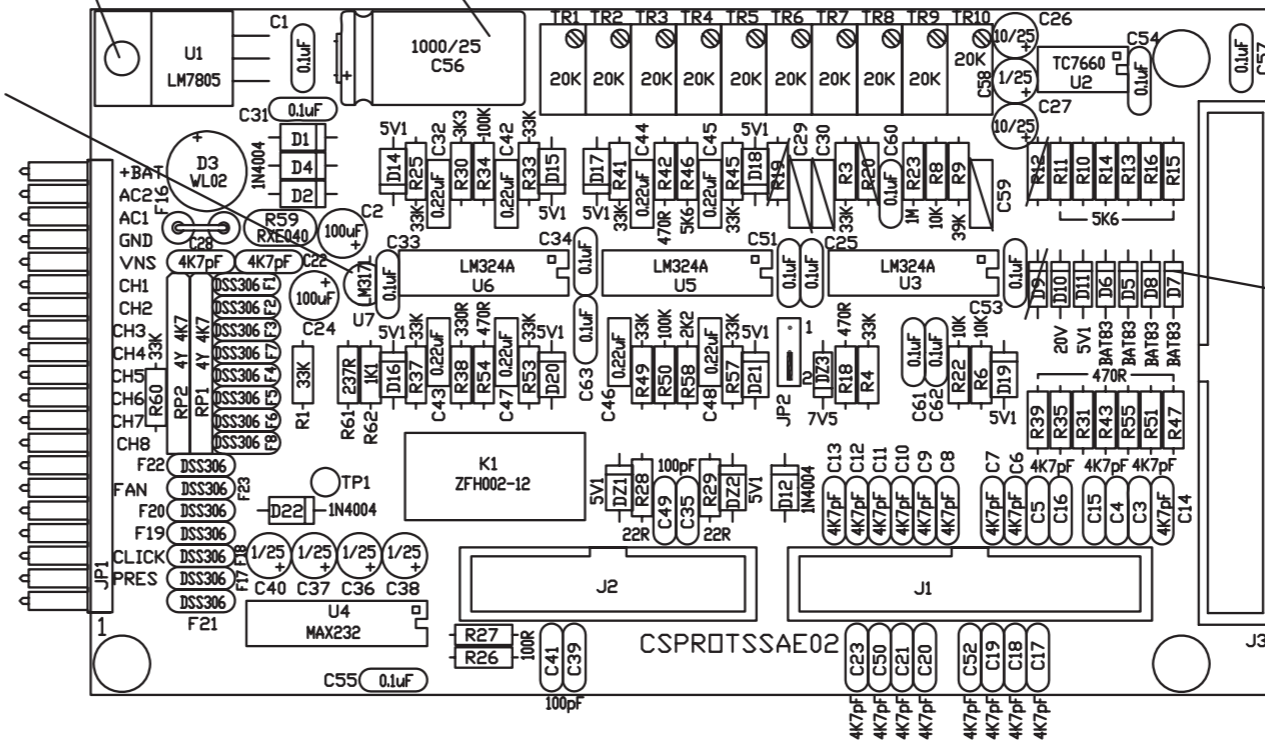 TR1 TR2 TR3 TR4 TR5 TR6 TR7 TR8 TR9 TR10
C1 C26
U1
LM7805
0.1uF
1000/25
C56
20K 20K 20K 20K 20K 20K 20K 20K 20K 20K
10/25
C58
1/25
C27
10/25
TC7660
U2
C54
0.1uF
0.1uF
C57
C31 0.1uF
D1
D4
D2
1N4004
D3
WL02
5V1 C32 3K3 100K C42 33K
D14 R25 0.22uF R30 R34 0.22uF R33 D15
33K 5V1
C44 C45 5V1 C29 C30 C60
D17 R41 0.22uF R42 R46 0.22uF R45 D18 R19 R3 R20 0.1uF R23 R8 R9 C59
5V1 33K 470R 5K6 33K 33K 1M 10K 39K
R12 R11 R10 R14 R13 R16 R15
5K6
+BAT
AC2
AC1
GND
VNS
CH1
CH2
CH3
CH4
CH5
CH6
CH7
CH8
F22
FAN
F20
F19
CLICK
PRES
JP1
1
F21
F16
C28
R59
RXE040
C2
100uF
4K7pF 4K7pF C22
C33 0.1uF
LM317
U7
100uF
C24
LM324A
U6
C34 0.1uF
0.1uF
C63
LM324A
U5
C51 C25
0.1uF 0.1uF
LM324A
U3
C53 0.1uF
D9 D10 D11 D6 D5 D8 D7
20V 5V1 BAT83 BAT83 BAT83 BAT83
DSS306 F1
DSS306 F2
DSS306 F3
DSS306 F7
DSS306 F4
DSS306 F5
DSS306 F6
DSS306 F8
4Y 4K7 4Y 4K7
RP2 RP1
33K
R60
33K
R1
237R 1K1
R61 R62
5V1 33K 330R 470R 33K 5V1
D16 R37 0.22uF R38 R54 0.22uF R53 D20
C43 C47
33K 100K 2K2 33K 5V1
0.22uF R49 R50 R58 0.22uF R57 D21
C46 C48
1
2
JP2
DZ3
7V5
470R 33K
R18 R4
0.1uF 0.1uF
C61 C62
10K 10K
R22 R6 D19
5V1
470R
R39 R35 R31 R43 R55 R51 R47
4K7pF 4K7pF 4K7pF
DSS306
DSS306 F23
DSS306
DSS306
DSS306 F18
DSS306 F17
DSS306
TP1
D22 1N4004
K1
ZFH002-12
5V1 DZ1 R28 100pF C49 C35 R29 DZ2 5V1
22R 22R
D12 1N4004
C13 C12 C11 C10 C9 C8
4K7pF 4K7pF 4K7pF 4K7pF 4K7pF 4K7pF
C7 C6
4K7pF 4K7pF C5 C16 C15 C4 C3 4K7pF C14
1/25 1/25 1/25 1/25
C40 C37 C36 C38
U4
MAX232
J2
J1
J3
R27
R26
100R
C41 C39
100pF
CSPROTSSAE02
C23 C50 C21 C20 C52 C19 C18 C17
4K7pF 4K7pF 4K7pF 4K7pF 4K7pF 4K7pF 4K7pF 4K7pF
C55 0.1uF